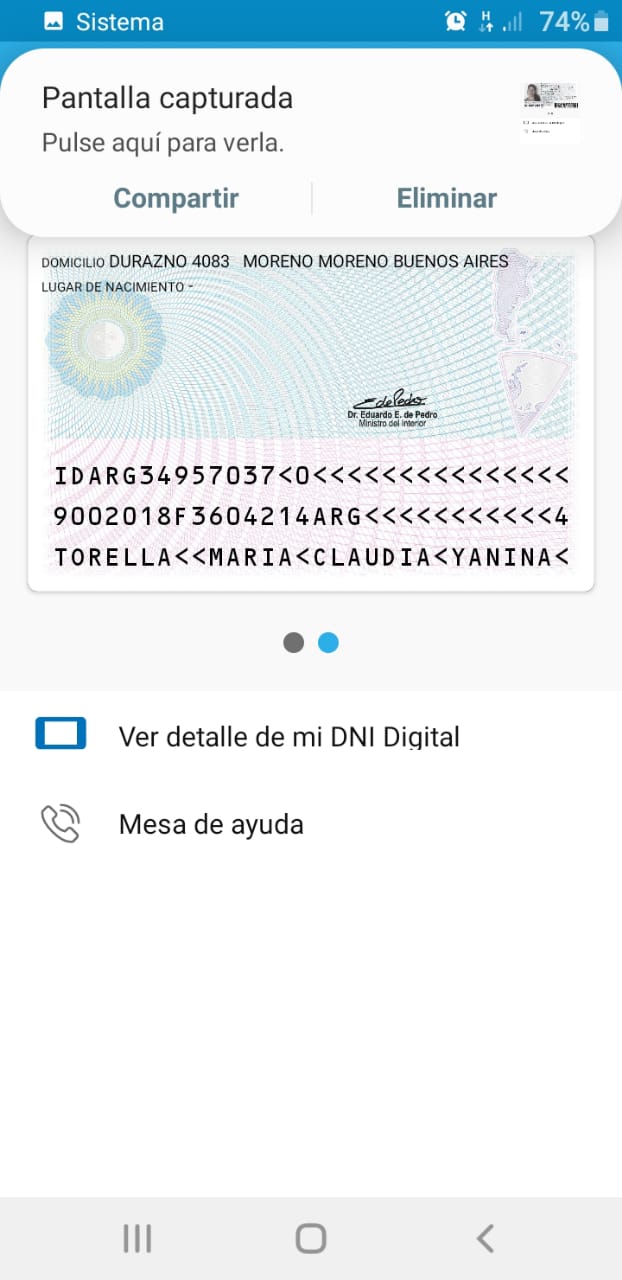 Sistema
H
74%
Pantalla capturada
Pulse aquí para verla.
Compartir
Eliminar
DOMICILIO DURAZNO 4083 MORENO MORENO BUENOS AIRES
LUGAR DE NACIMIENTO -
Dr. Eduardo E. de Pedro
Ministro del Interior
IDARG34957037<0<<<<<<<<<<<<<<<
9002018F3604214ARG<<<<<<<<<<<4
TORELLA<<MARIA<CLAUDIA<YANINA<
Ver detalle de mi DNI Digital
Mesa de ayuda